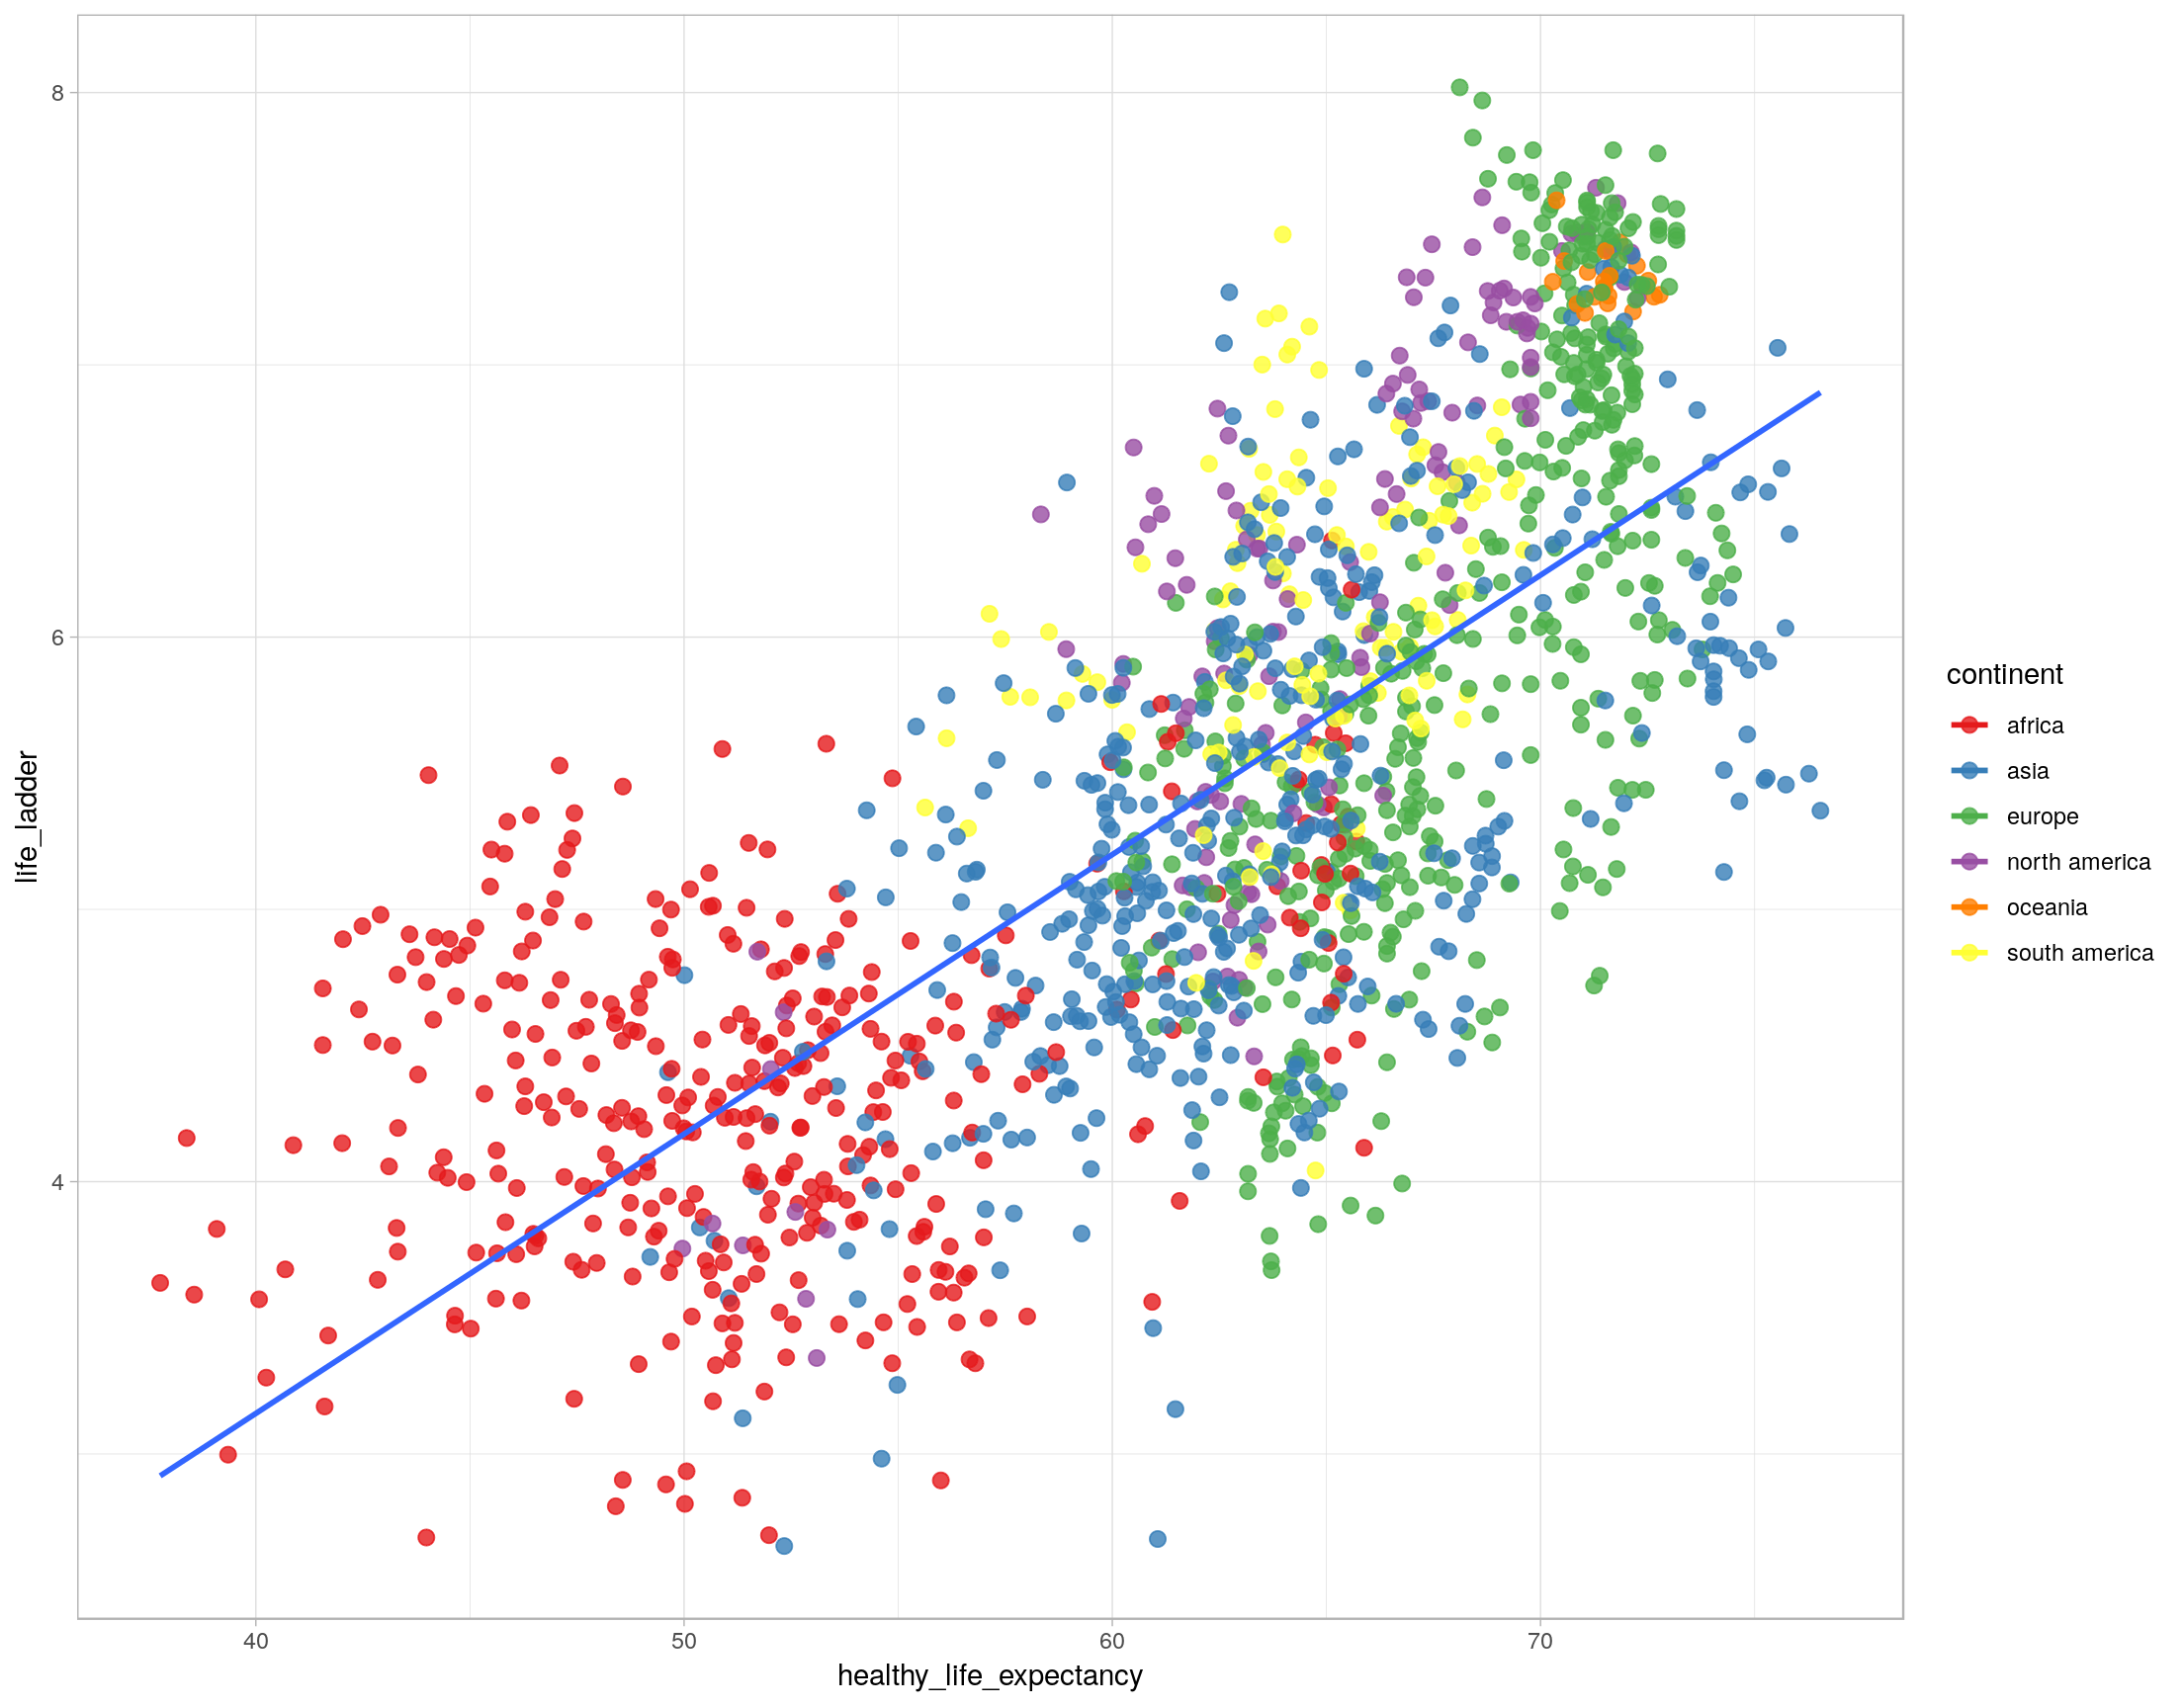 8
6
4
life_ladder
40
50
60
70
healthy_life_expectancy
continent
africa
asia
europe
north america
oceania
south america